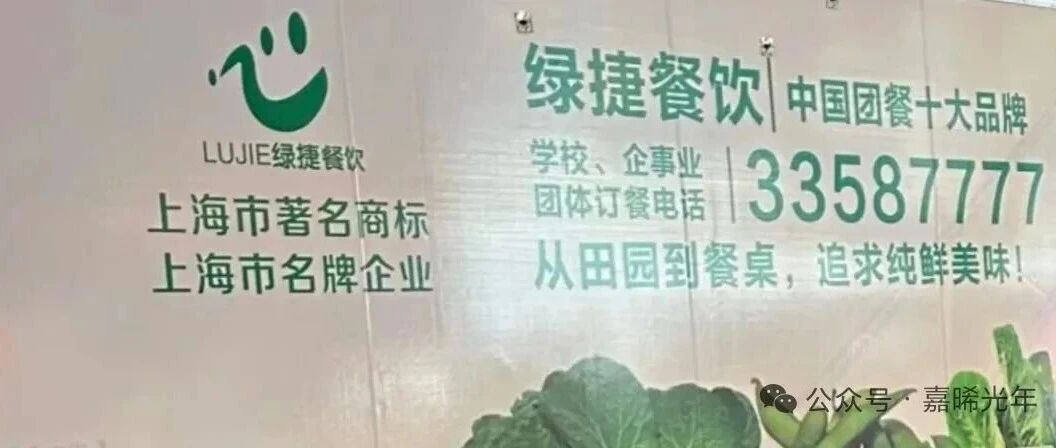 LUJIE绿捷餐饮
上海市著名商标
上海市名牌企业
绿捷餐饮
中国团餐十大品牌
学校、企事业
团体订餐电话
33587777
从田园到餐桌，追求纯鲜美味！
公众号 · 嘉晞光年